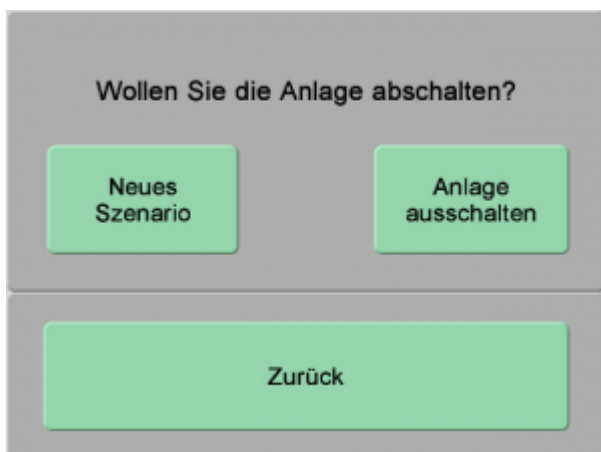 Wollen Sie die Anlage abschalten?
Neues
Szenario
Anlage
ausschalten
Zurück